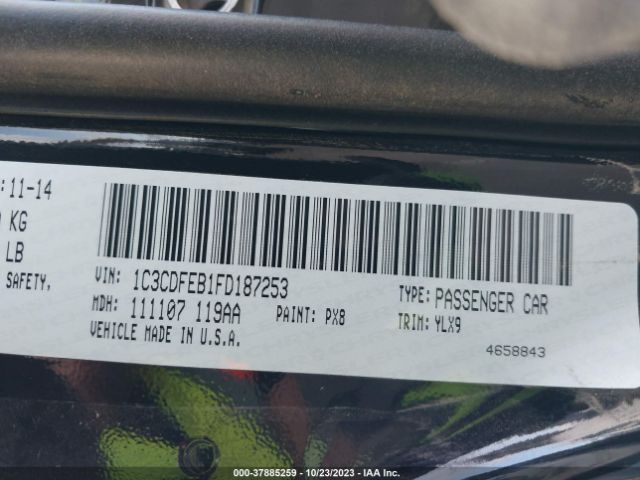 : 11-14
KG
LB
SAFETY,
VIN: 1C3CDFEB1FD187253
MDH: 111107 119AA PAINT: PX8
VEHICLE MADE IN U.S.A.
TYPE: PASSENGER CAR
TRIM: YLX9
4658843
000-37885259 - 10/23/2023 - IAA Inc.